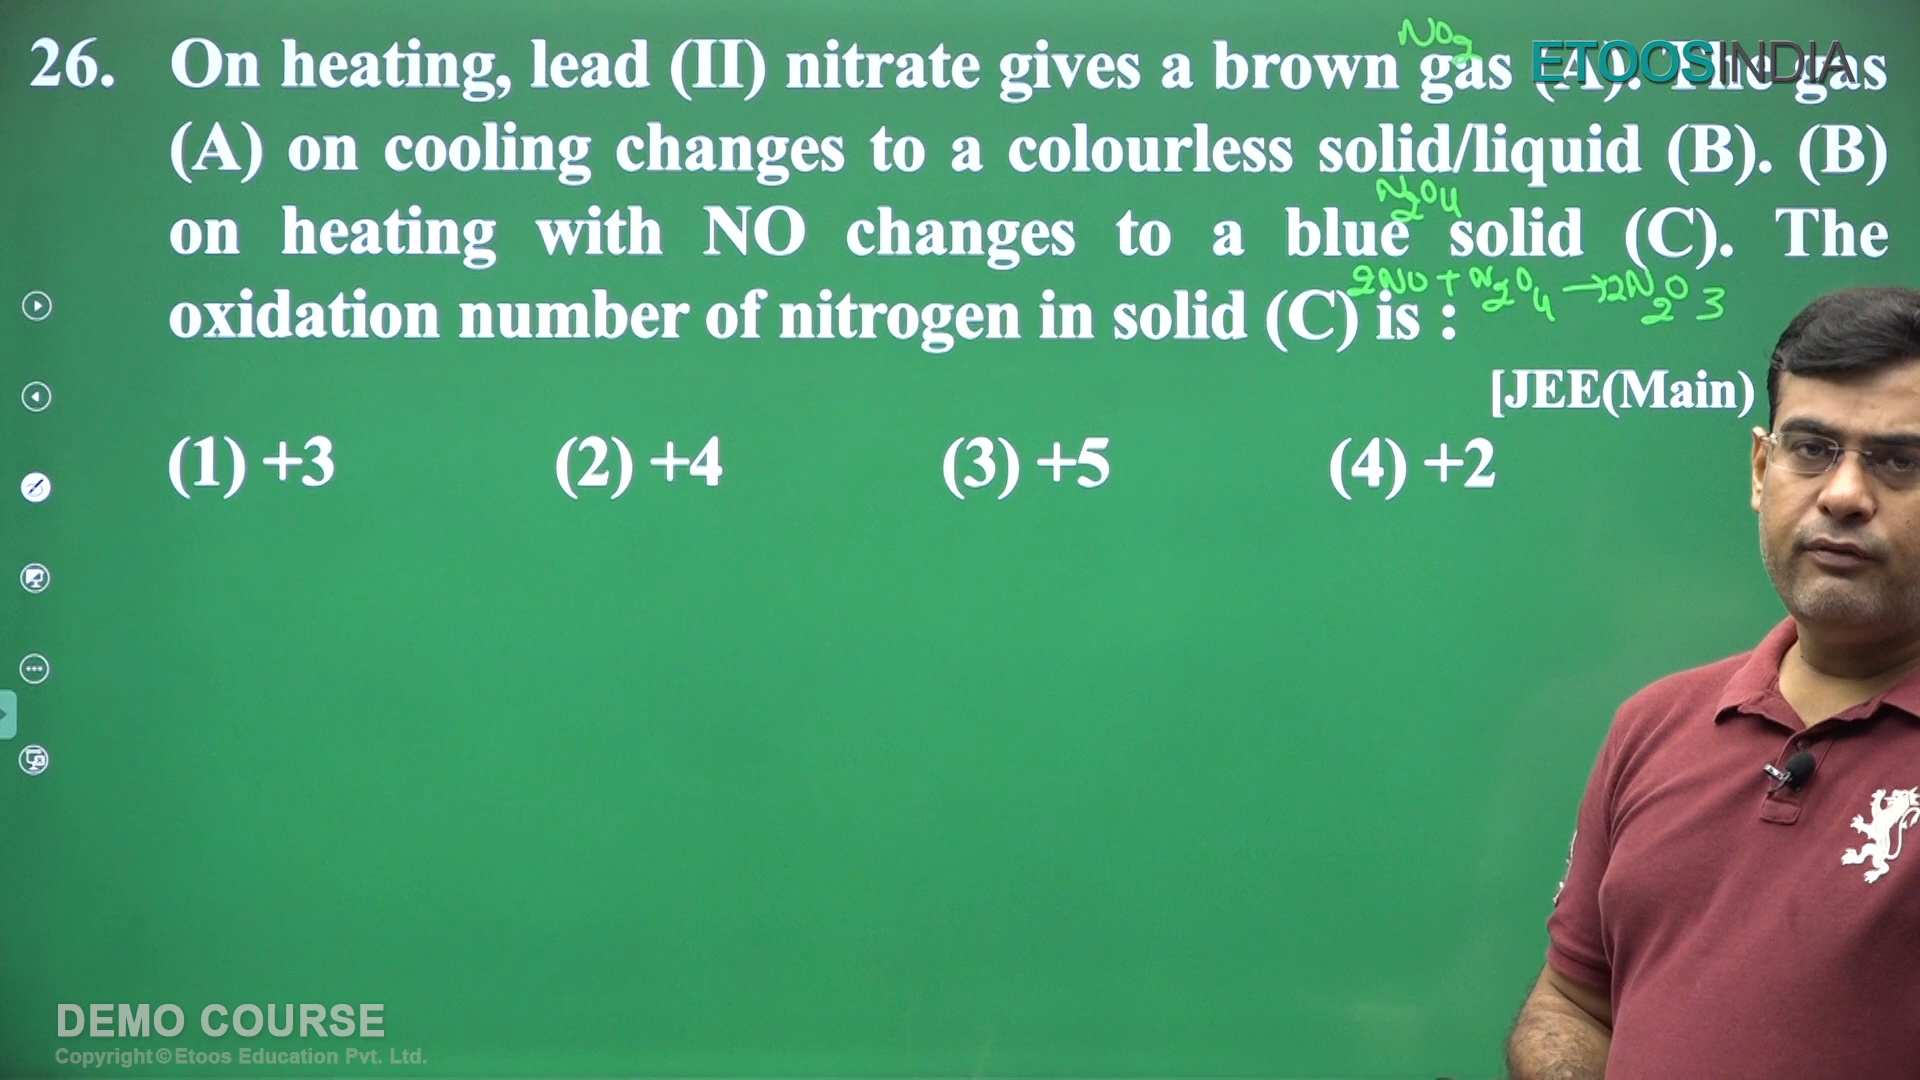 NO2
26. On heating, lead (II) nitrate gives a brown gas (A). The gas
ETOOSINDIA
(A) on cooling changes to a colourless solid/liquid (B). (B)
N2O4
on heating with NO changes to a blue solid (C). The
2NO + N2O4 → 2N2O3
oxidation number of nitrogen in solid (C) is :
[JEE(Main)
(1) +3 (2) +4 (3) +5 (4) +2
DEMO COURSE
Copyright © Etoos Education Pvt. Ltd.